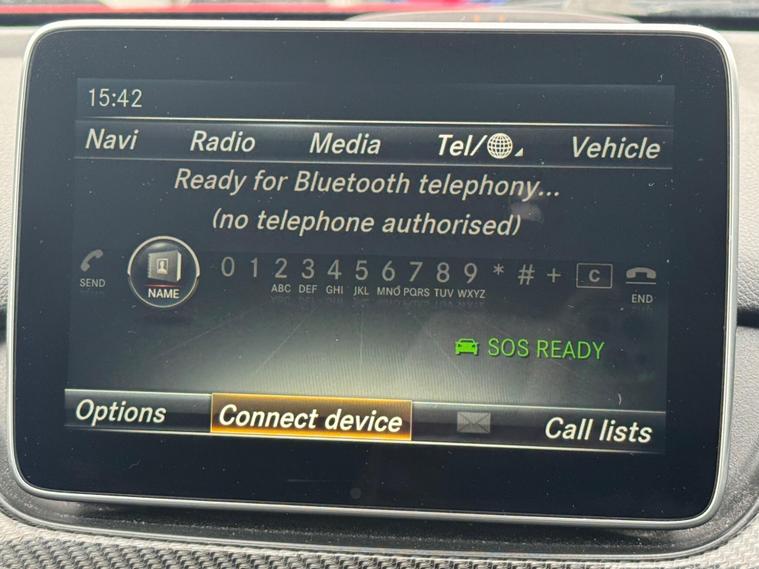 15:42
Navi Radio Media Tel/ Vehicle
Ready for Bluetooth telephony...
(no telephone authorised)
0 1 2 3 4 5 6 7 8 9 * # + C
SEND NAME ABC DEF GHI JKL MNO PQRS TUV WXYZ END
SOS READY
Options Connect device Call lists